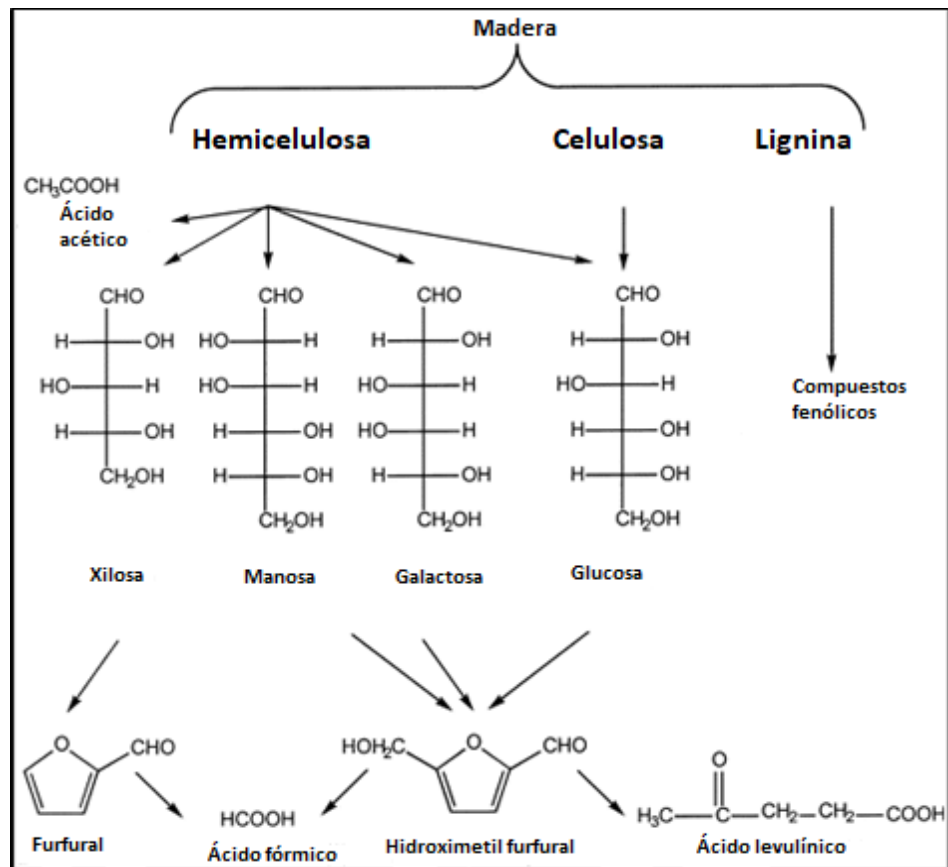 Madera
Hemicelulosa Celulosa Lignina
CH₃COOH
Ácido
acético
CHO CHO CHO CHO
H OH HO H H OH H OH
HO H HO H HO H HO H
H OH H OH HO H H OH
CH₂OH H OH H OH H OH
CH₂OH CH₂OH CH₂OH
Compuestos
fenólicos
Xilosa Manosa Galactosa Glucosa
O CHO HOH₂C O CHO O
HCOOH H₃C—C—CH₂—CH₂—COOH
Furfural Ácido fórmico Hidroximetil furfural Ácido levulínico